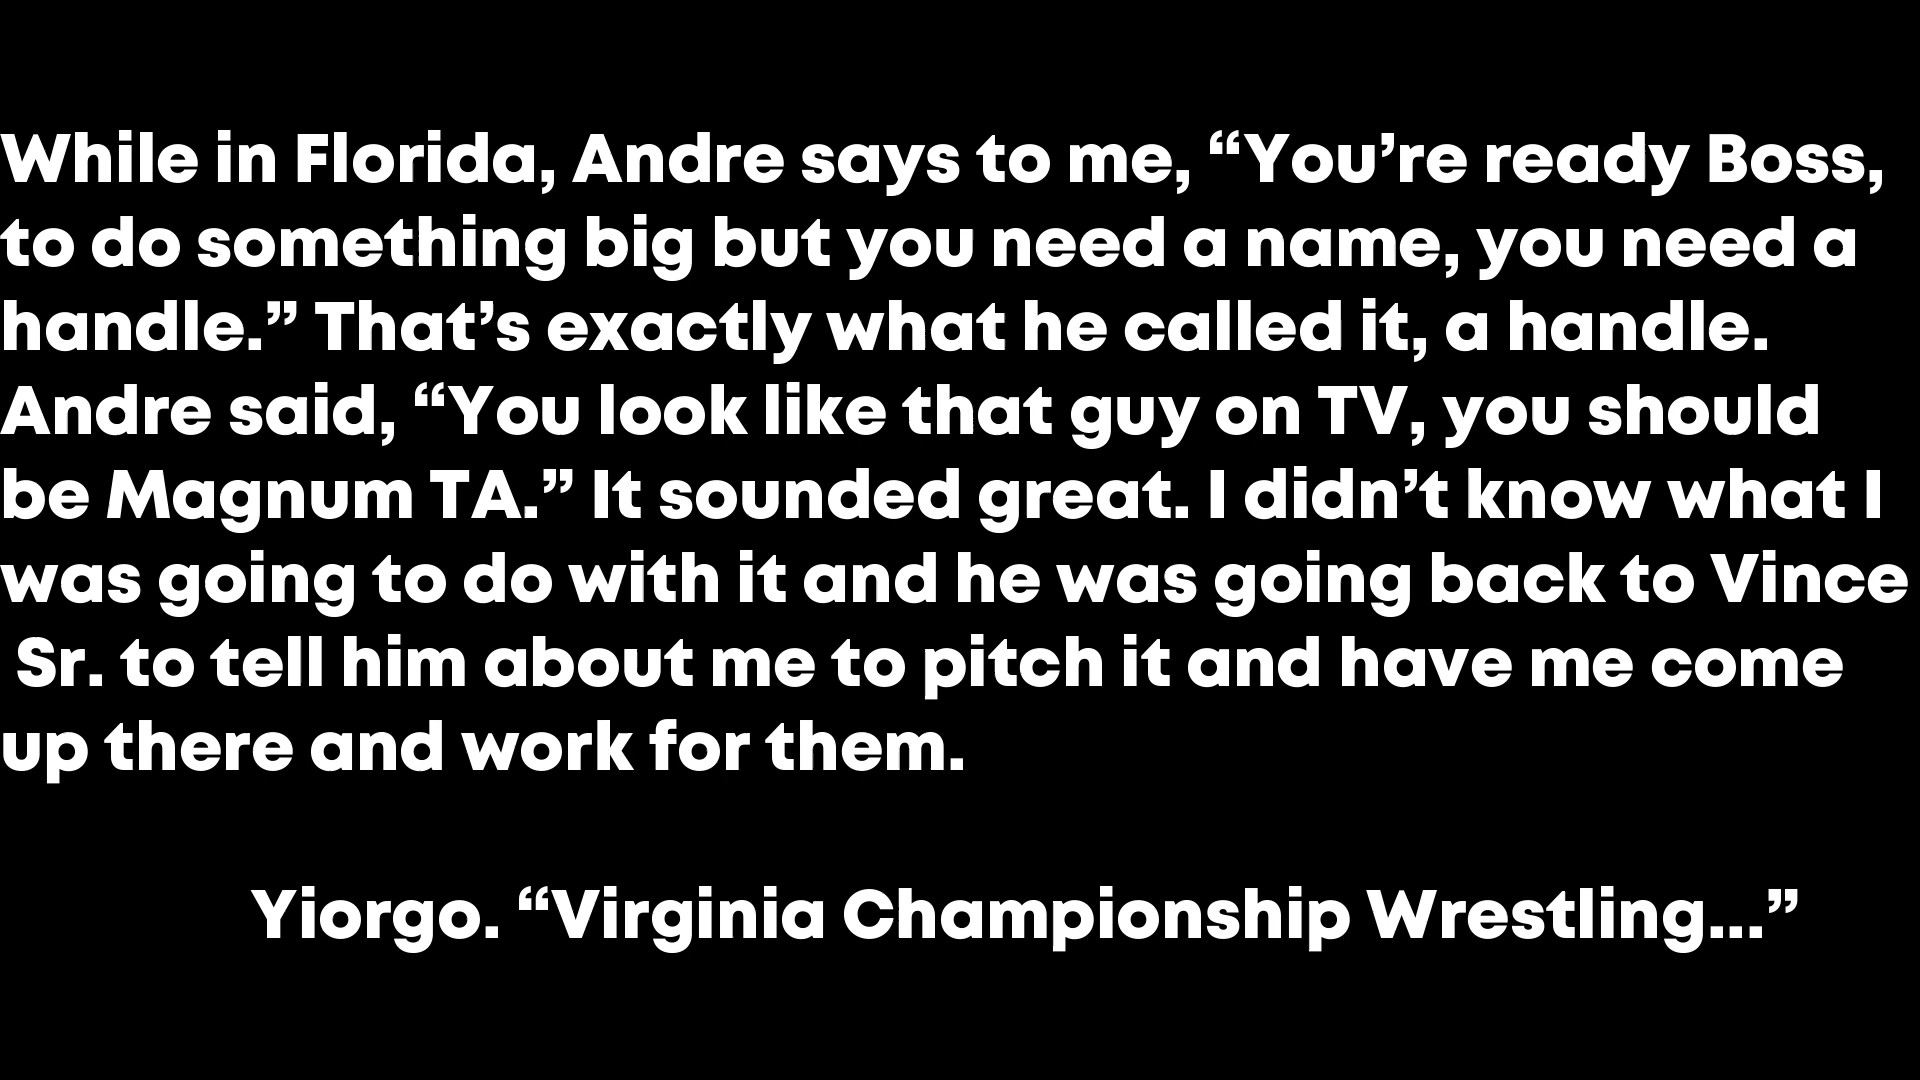 While in Florida, Andre says to me, “You’re ready Boss,
to do something big but you need a name, you need a
handle.” That’s exactly what he called it, a handle.
Andre said, “You look like that guy on TV, you should
be Magnum TA.” It sounded great. I didn’t know what I
was going to do with it and he was going back to Vince
Sr. to tell him about me to pitch it and have me come
up there and work for them.
Yiorgo. “Virginia Championship Wrestling...”